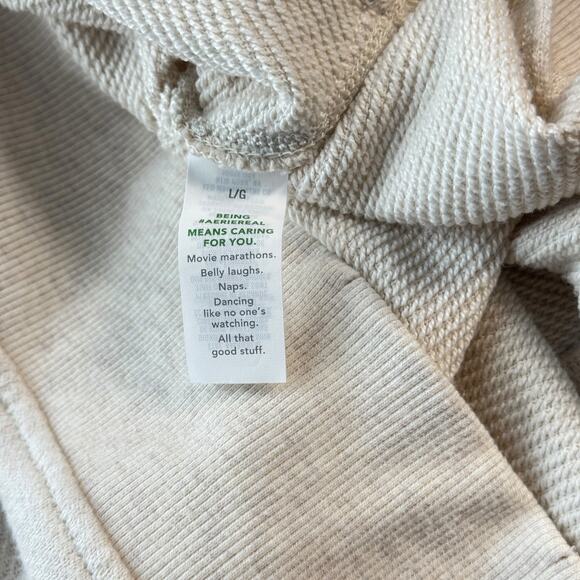 L/G
BEING
#AERIEREAL
MEANS CARING
FOR YOU.
Movie marathons.
Belly laughs.
Naps.
Dancing
like no one's
watching.
All that
good stuff.